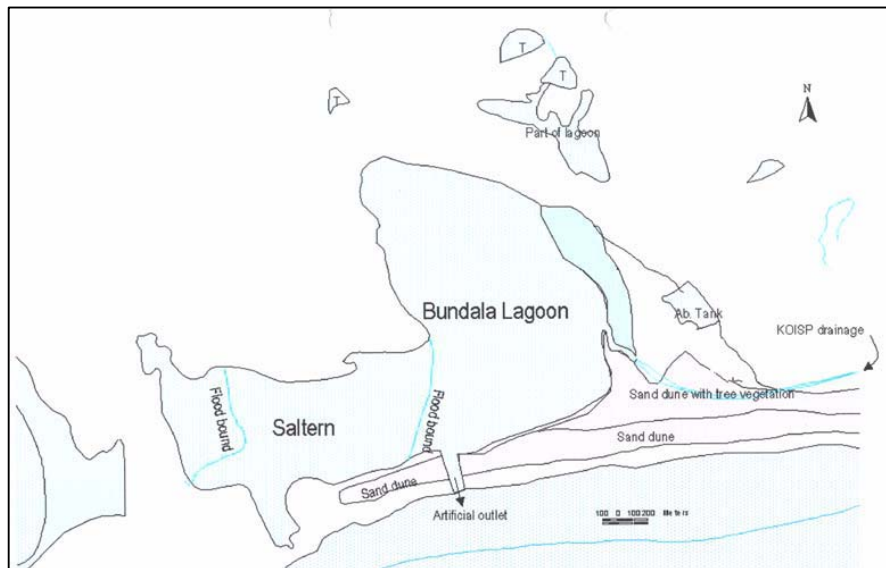 T
T
T
N
Part of lagoon
Bundala Lagoon
Ab. Tank
KOISP drainage
Flood bound
Saltern
Flood bound
Sand dune with tree vegetation
Sand dune
Sand dune
Artificial outlet
100 0 100 200 Meters